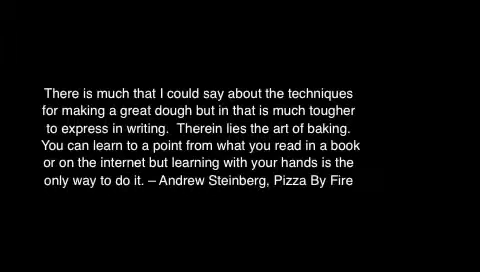 There is much that I could say about the techniques
for making a great dough but in that is much tougher
to express in writing.  Therein lies the art of baking.
You can learn to a point from what you read in a book
or on the internet but learning with your hands is the
only way to do it. – Andrew Steinberg, Pizza By Fire